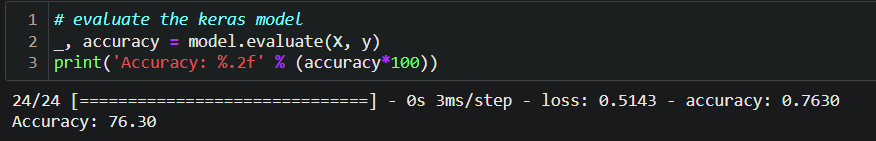 1 # evaluate the keras model
2 _, accuracy = model.evaluate(X, y)
3 print('Accuracy: %.2f' % (accuracy*100))
24/24 [==============================] - 0s 3ms/step - loss: 0.5143 - accuracy: 0.7630
Accuracy: 76.30